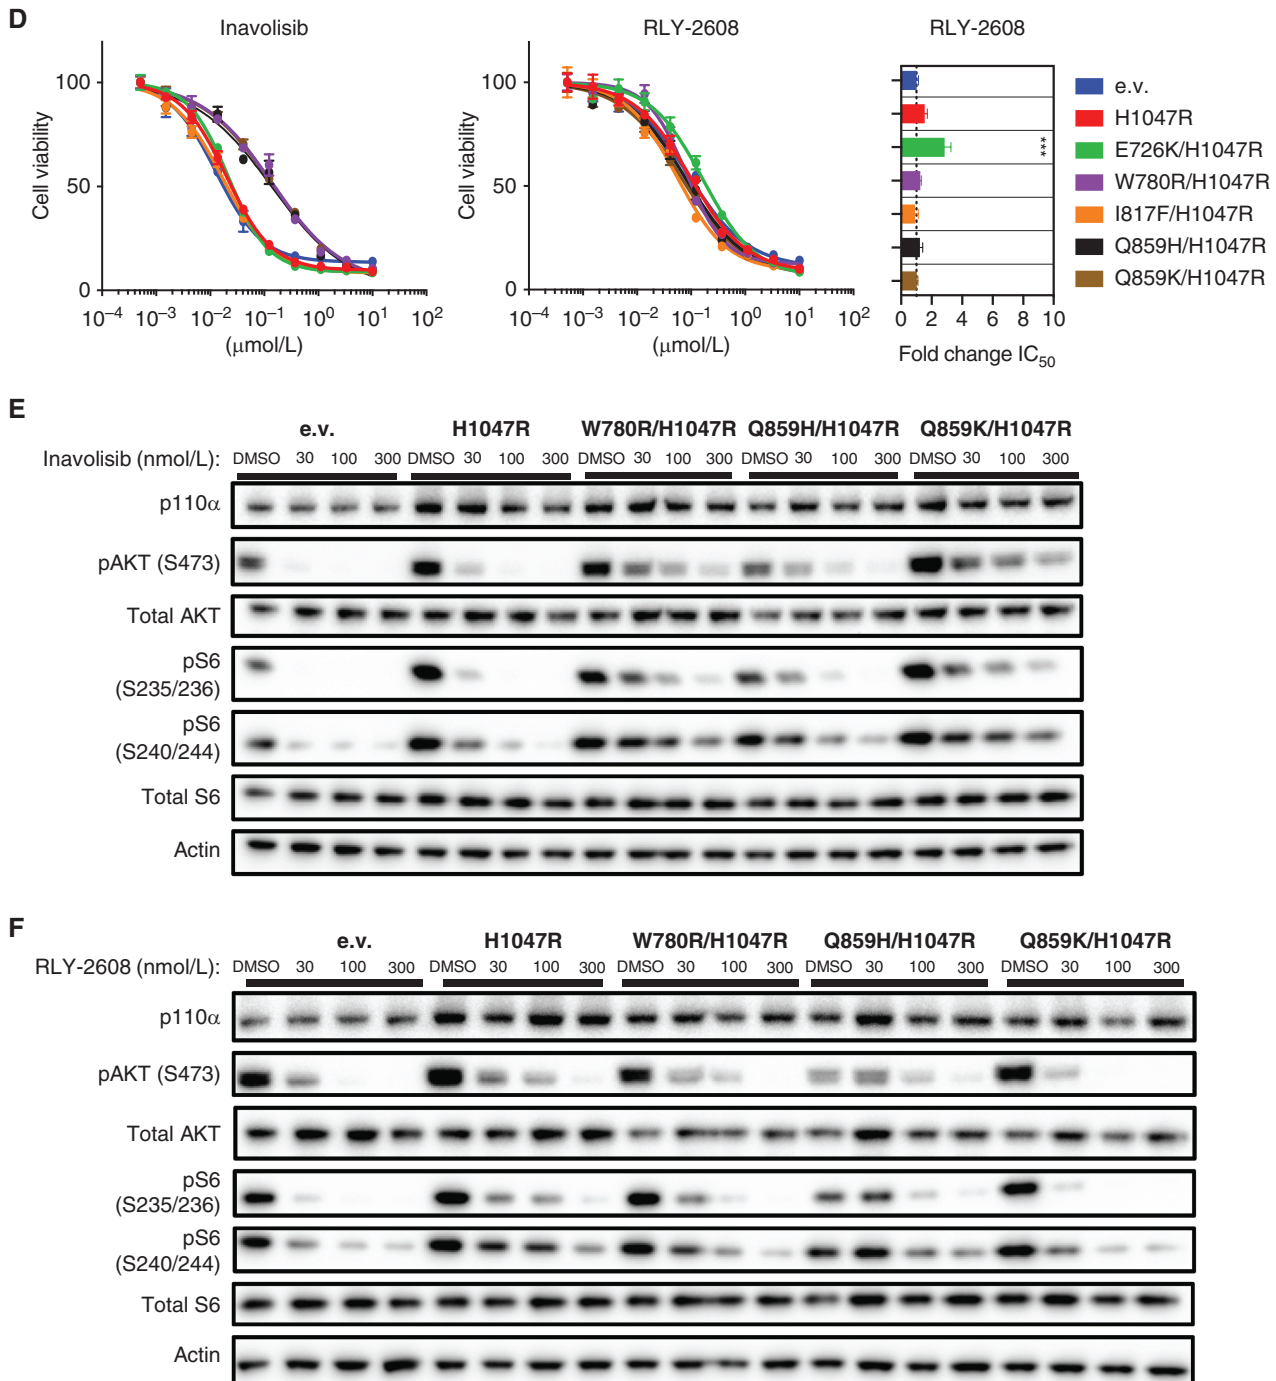 D
Inavolisib
RLY-2608
RLY-2608
Cell viability
100
50
0
10⁻⁴ 10⁻³ 10⁻² 10⁻¹ 10⁰ 10¹ 10²
(μmol/L)
Cell viability
100
50
0
10⁻⁴ 10⁻³ 10⁻² 10⁻¹ 10⁰ 10¹ 10²
(μmol/L)
***
0 2 4 6 8 10
Fold change IC₅₀
e.v.
H1047R
E726K/H1047R
W780R/H1047R
I817F/H1047R
Q859H/H1047R
Q859K/H1047R
E
e.v. H1047R W780R/H1047R Q859H/H1047R Q859K/H1047R
Inavolisib (nmol/L): DMSO 30 100 300 DMSO 30 100 300 DMSO 30 100 300 DMSO 30 100 300 DMSO 30 100 300
p110α
pAKT (S473)
Total AKT
pS6
(S235/236)
pS6
(S240/244)
Total S6
Actin
F
e.v. H1047R W780R/H1047R Q859H/H1047R Q859K/H1047R
RLY-2608 (nmol/L): DMSO 30 100 300 DMSO 30 100 300 DMSO 30 100 300 DMSO 30 100 300 DMSO 30 100 300
p110α
pAKT (S473)
Total AKT
pS6
(S235/236)
pS6
(S240/244)
Total S6
Actin